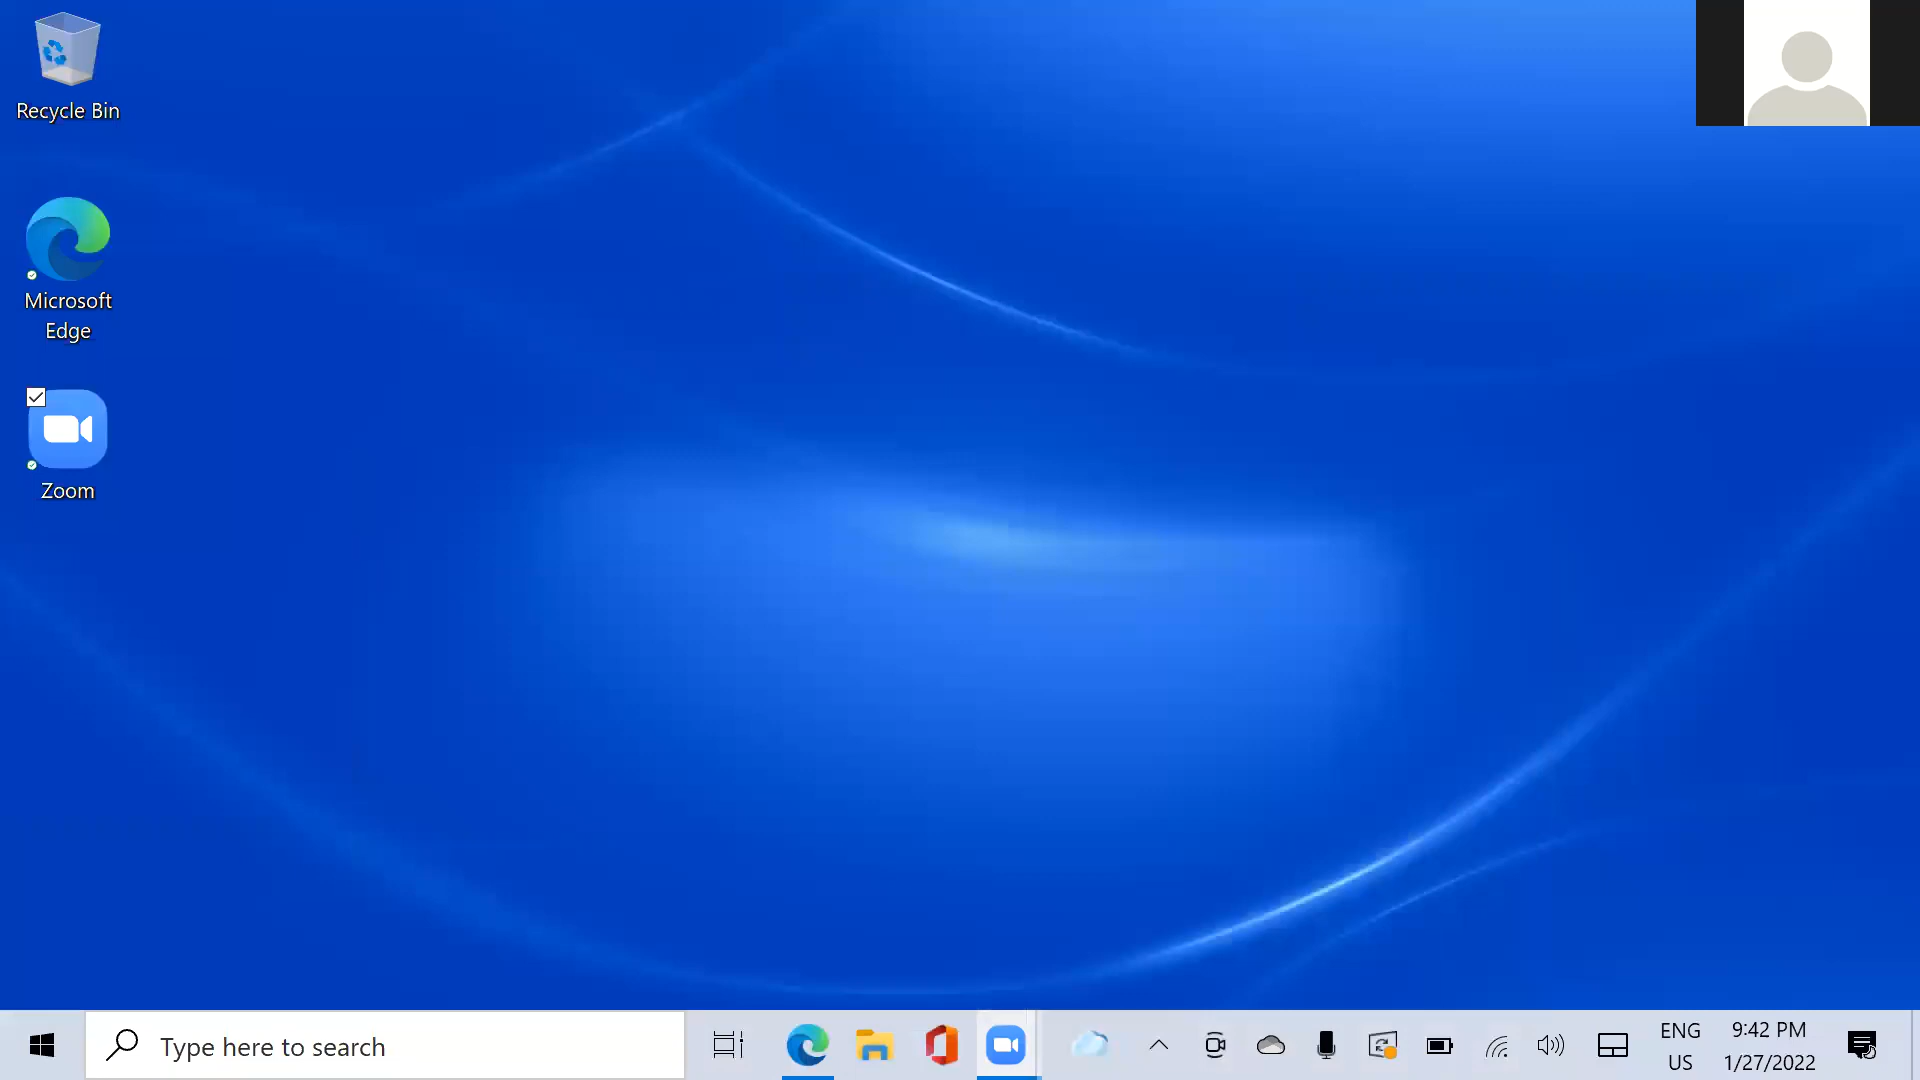 Recycle Bin
Microsoft
Edge
Zoom
Type here to search
ENG
US
9:42 PM
1/27/2022